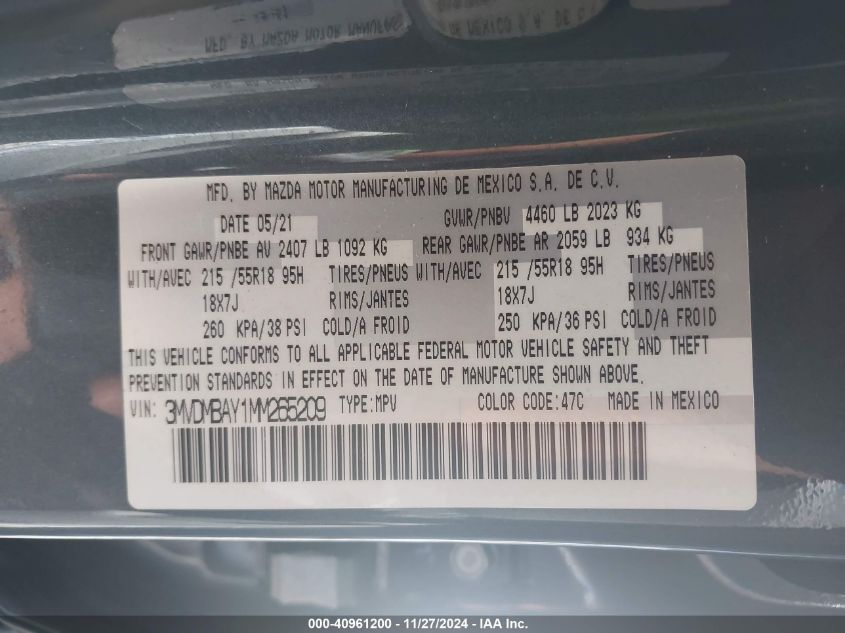 MFD. BY MAZDA MOTOR MANUFACTURING DE MEXICO S.A. DE C.V.
DATE 05/21 GVWR/PNBV 4460 LB 2023 KG
FRONT GAWR/PNBE AV 2407 LB 1092 KG REAR GAWR/PNBE AR 2059 LB 934 KG
WITH/AVEC 215 /55R18 95H TIRES/PNEUS WITH/AVEC 215 /55R18 95H TIRES/PNEUS
18X7J RIMS/JANTES 18X7J RIMS/JANTES
260 KPA/38 PSI COLD/A FROID 250 KPA/36 PSI COLD/A FROID
THIS VEHICLE CONFORMS TO ALL APPLICABLE FEDERAL MOTOR VEHICLE SAFETY AND THEFT
PREVENTION STANDARDS IN EFFECT ON THE DATE OF MANUFACTURE SHOWN ABOVE.
VIN: 3MVDMBAY1MM265209 TYPE:MPV COLOR CODE:47C MADE IN MEXICO
000-40961200 - 11/27/2024 - IAA Inc.